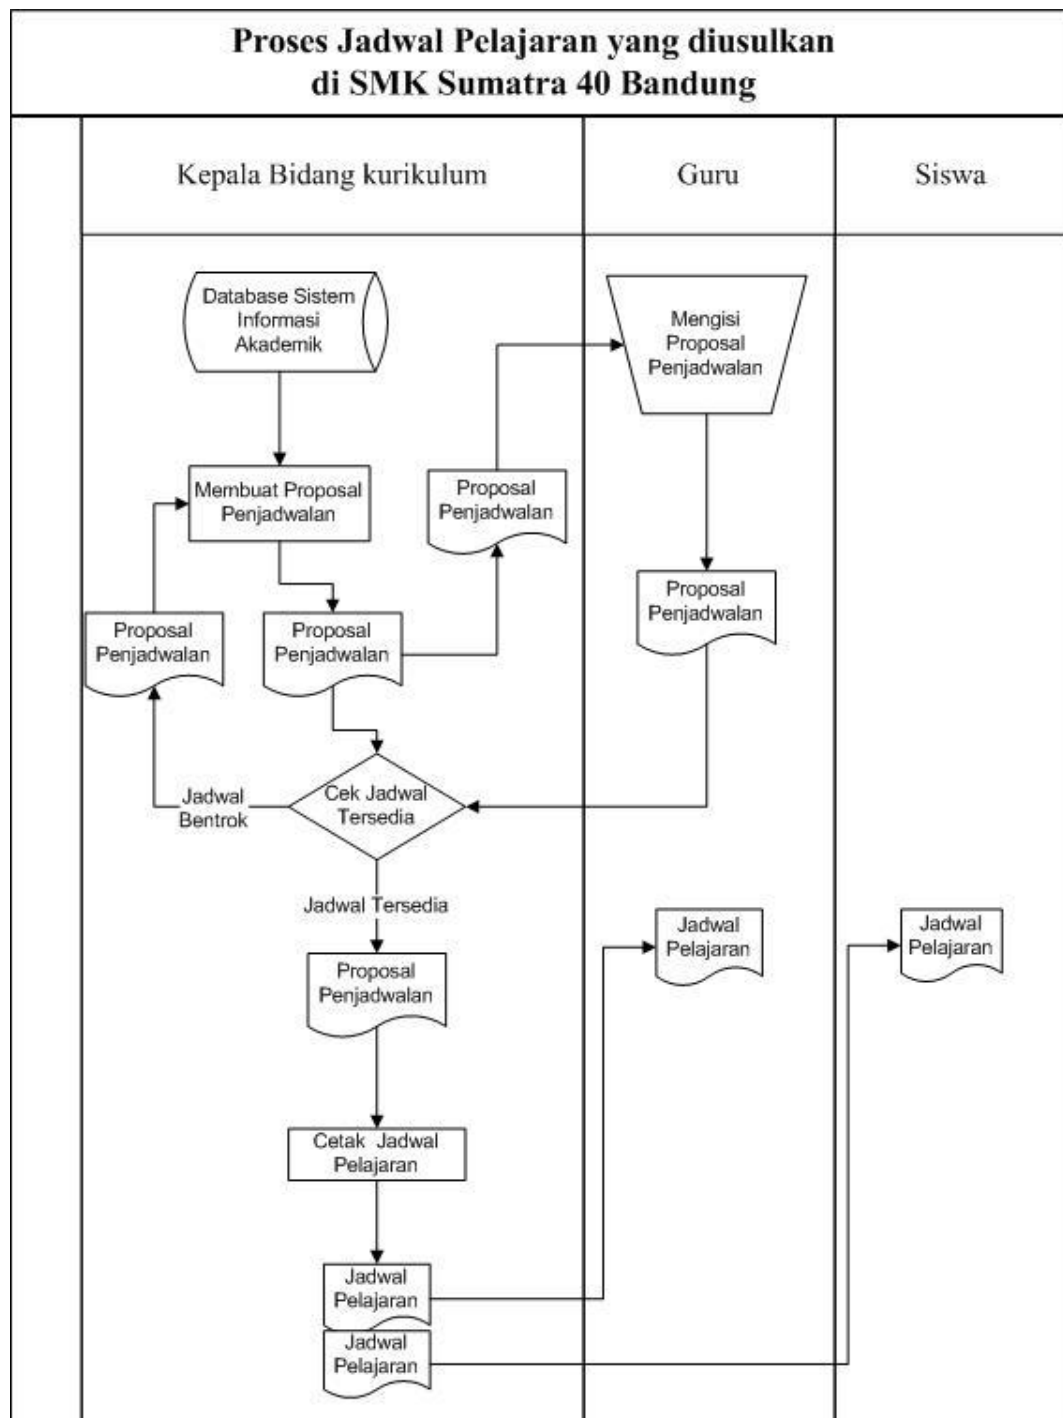 Proses Jadwal Pelajaran yang diusulkan
di SMK Sumatra 40 Bandung
Kepala Bidang kurikulum
Guru
Siswa
Database Sistem
Informasi
Akademik
Mengisi
Proposal
Penjadwalan
Membuat Proposal
Penjadwalan
Proposal
Penjadwalan
Proposal
Penjadwalan
Proposal
Penjadwalan
Proposal
Penjadwalan
Cek Jadwal
Tersedia
Jadwal
Bentrok
Jadwal Tersedia
Proposal
Penjadwalan
Jadwal
Pelajaran
Jadwal
Pelajaran
Cetak Jadwal
Pelajaran
Jadwal
Pelajaran
Jadwal
Pelajaran